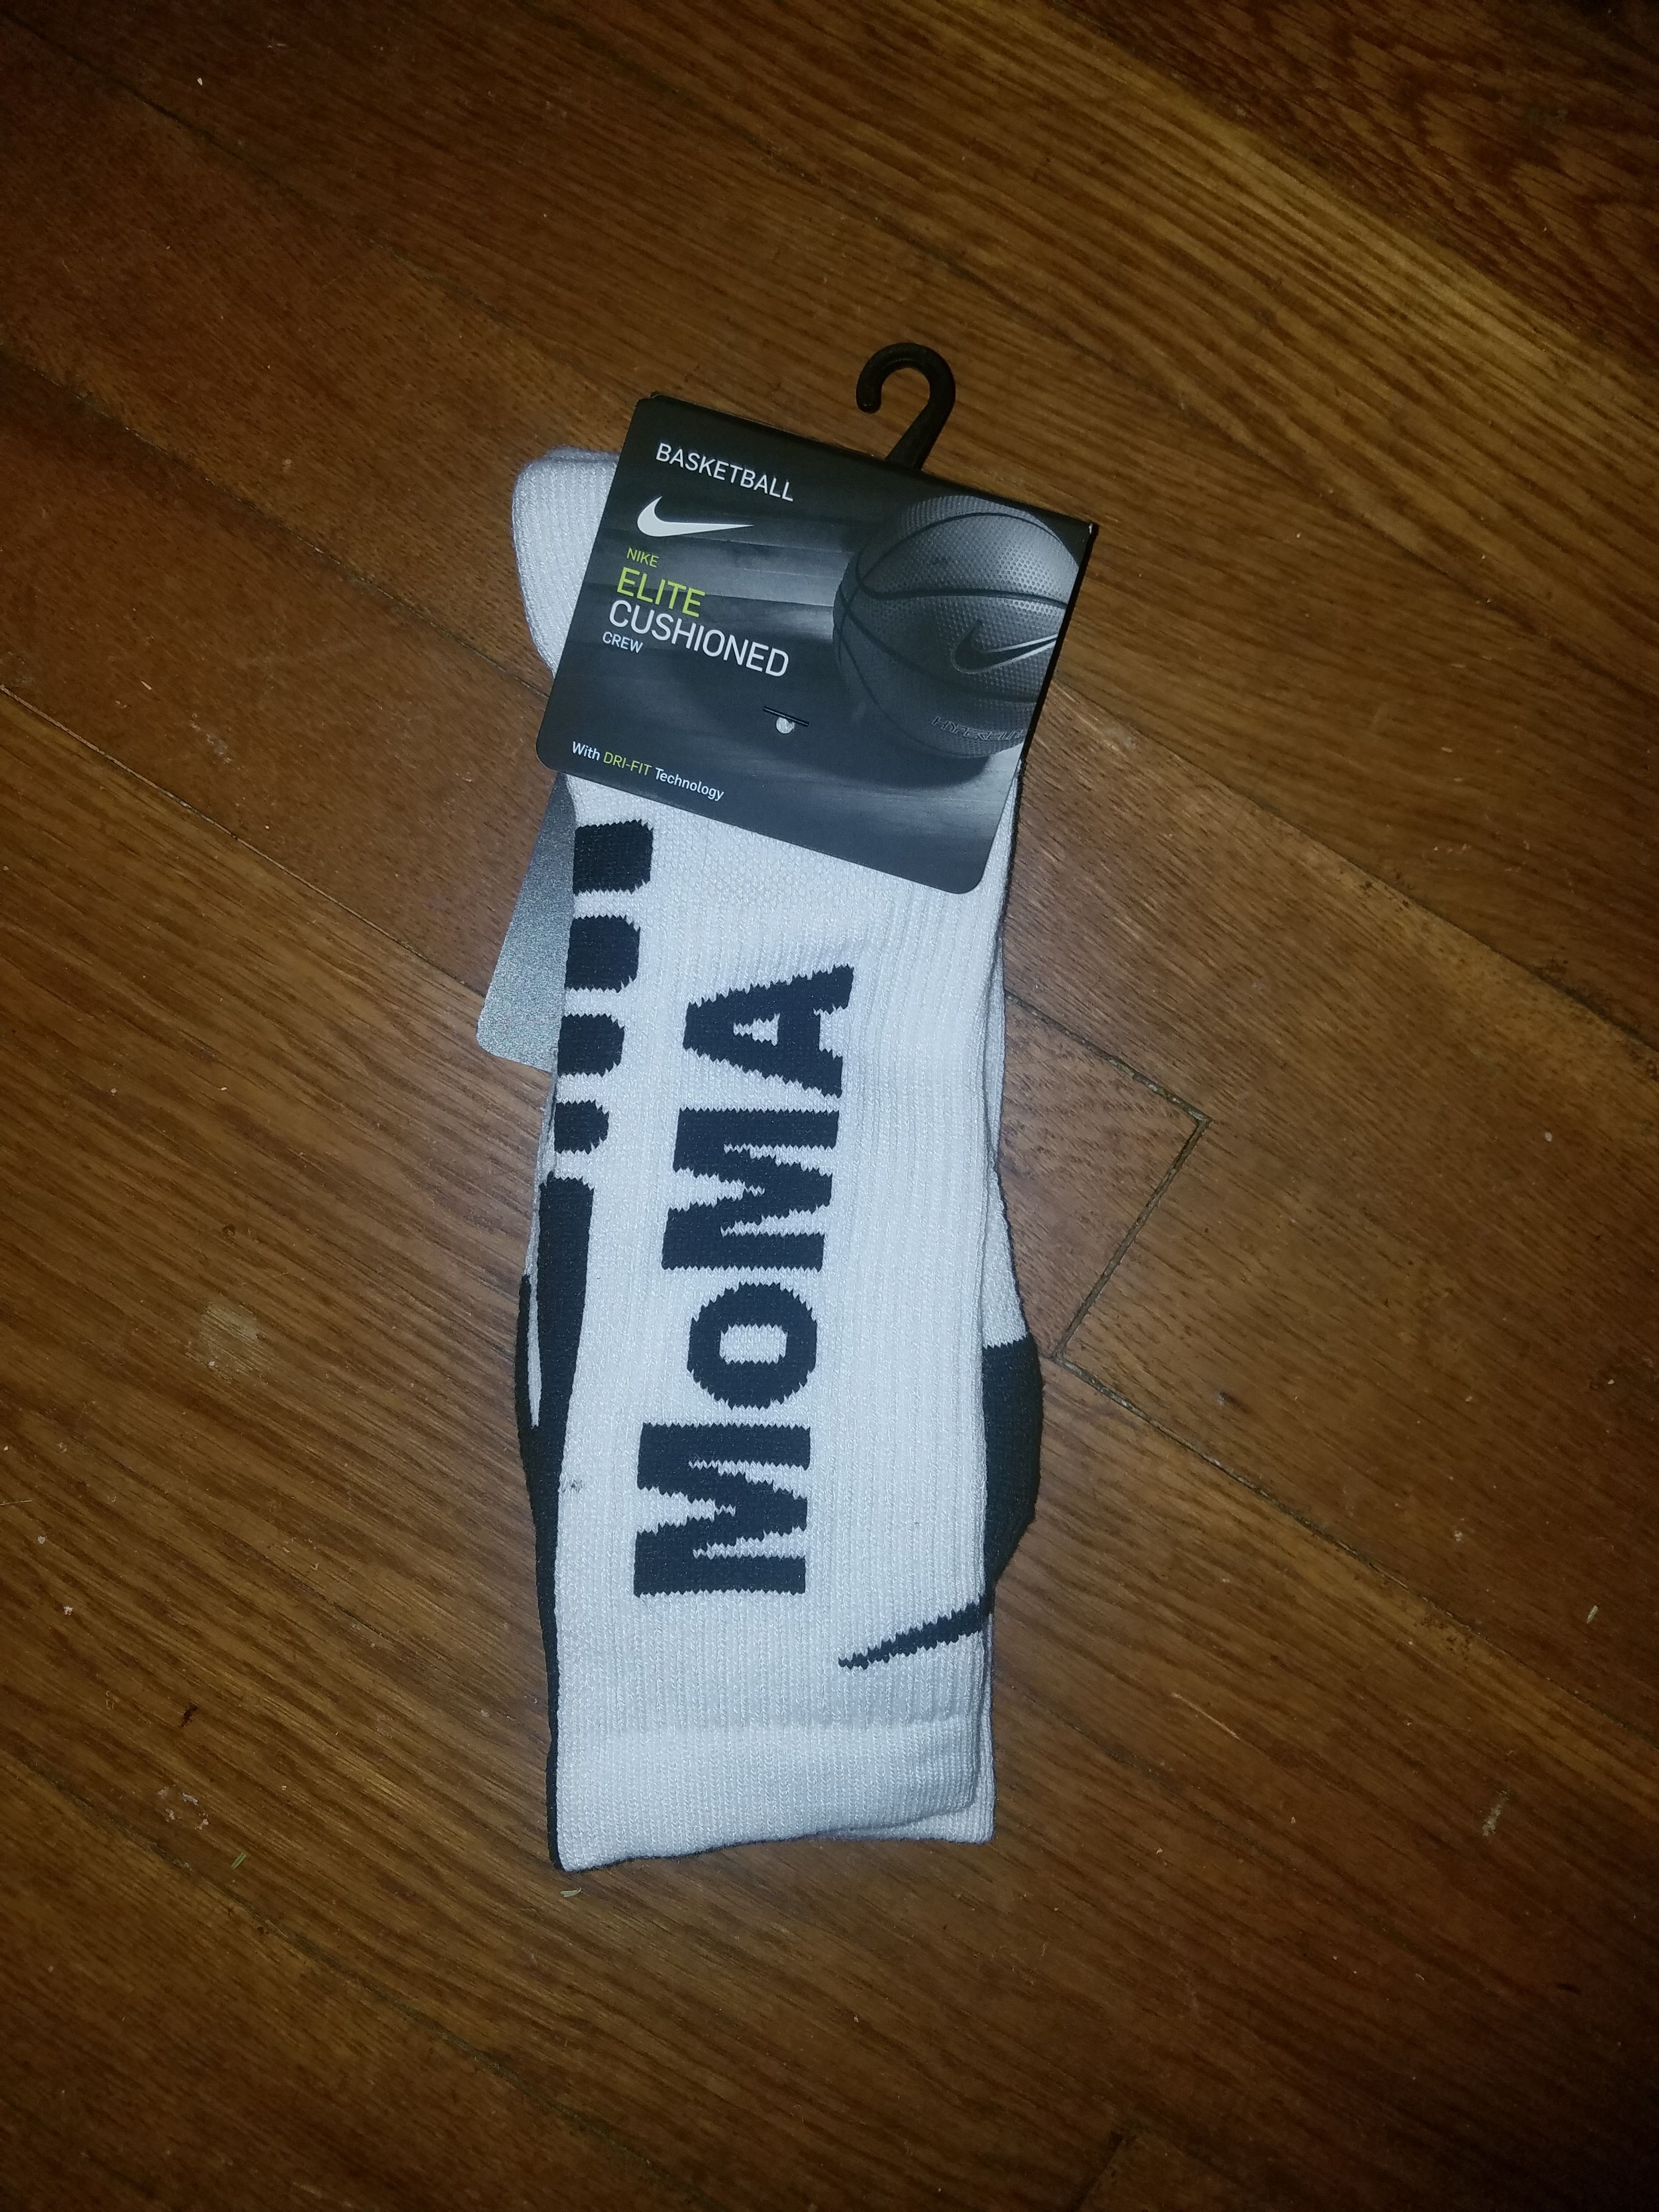 BASKETBALL
NIKE
ELITE
CUSHIONED
CREW
With DRI-FIT Technology
MoMA